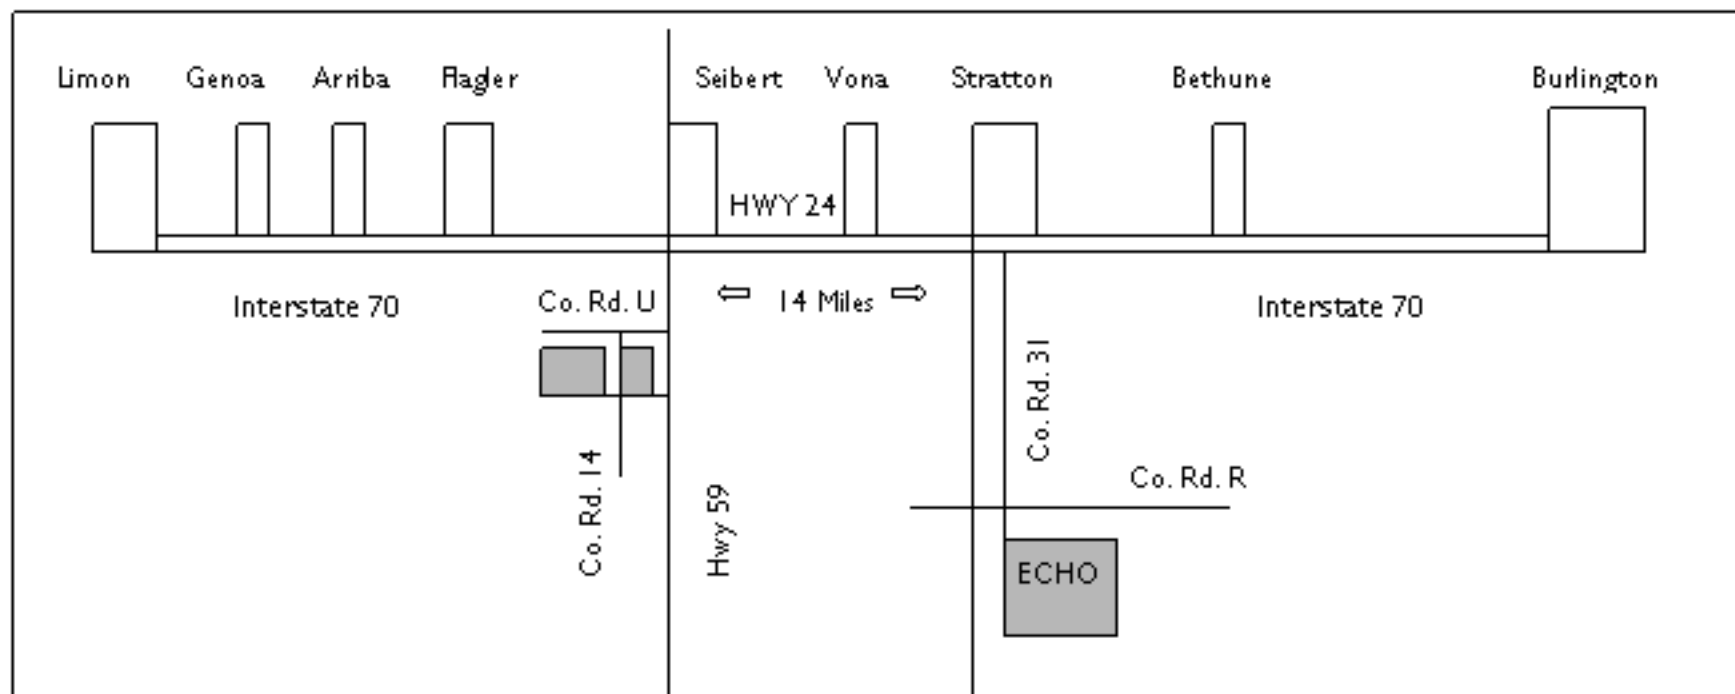 Limon Genoa Arriba Flagler Seibert Vona Stratton Bethune Burlington
HWY 24
Interstate 70 Co. Rd. U 14 Miles Interstate 70
Co. Rd. 31
Co. Rd. R
Co. Rd. 14
Hwy 59
ECHO